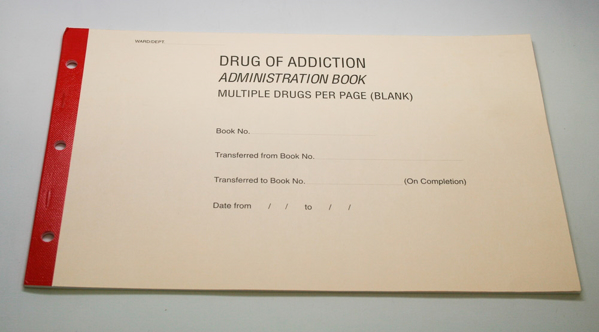 WARD/DEPT.
DRUG OF ADDICTION
ADMINISTRATION BOOK
MULTIPLE DRUGS PER PAGE (BLANK)
Book No.
Transferred from Book No.
Transferred to Book No. (On Completion)
Date from / / to / /